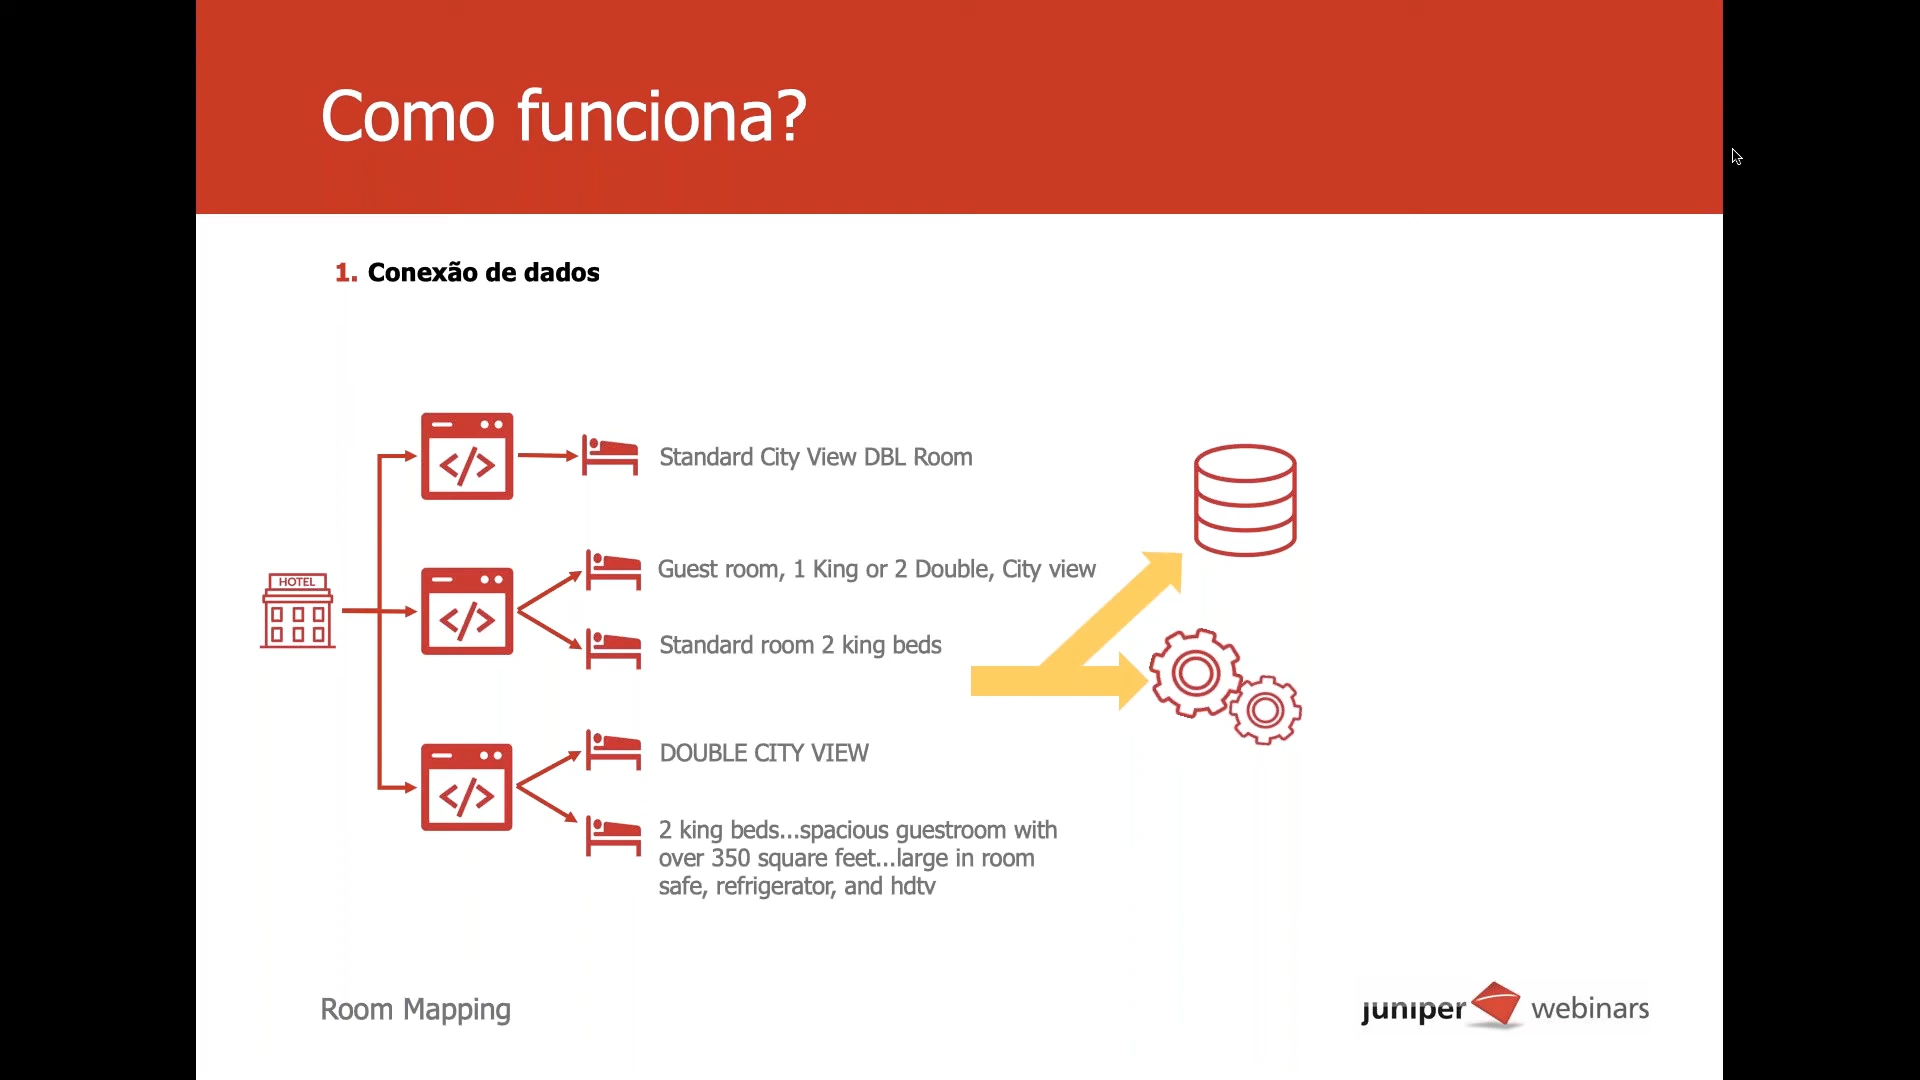 Como funciona?
1. Conexão de dados
Standard City View DBL Room
Guest room, 1 King or 2 Double, City view
HOTEL
Standard room 2 king beds
DOUBLE CITY VIEW
2 king beds...spacious guestroom with
over 350 square feet...large in room
safe, refrigerator, and hdtv
Room Mapping
juniper webinars